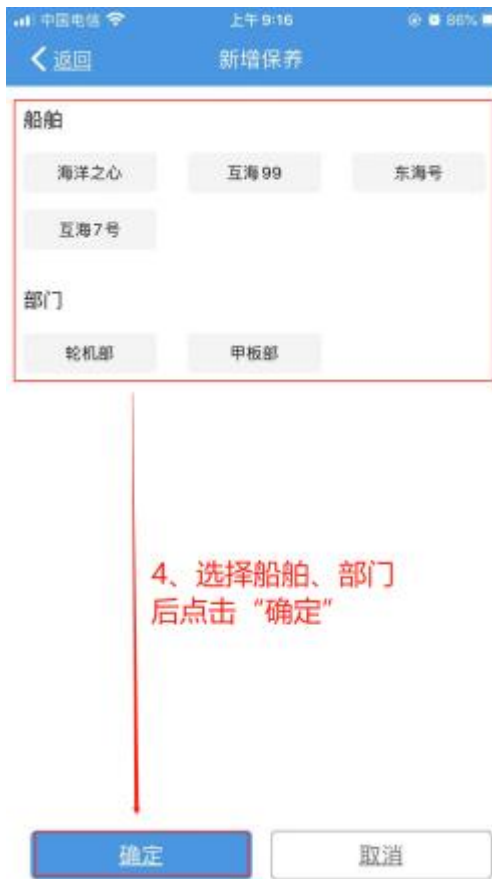 中国电信 上午9:16 86%
返回 新增保养
船舶
海洋之心 互海99 东海号
互海7号
部门
轮机部 甲板部
4、选择船舶、部门
后点击“确定”
确定 取消